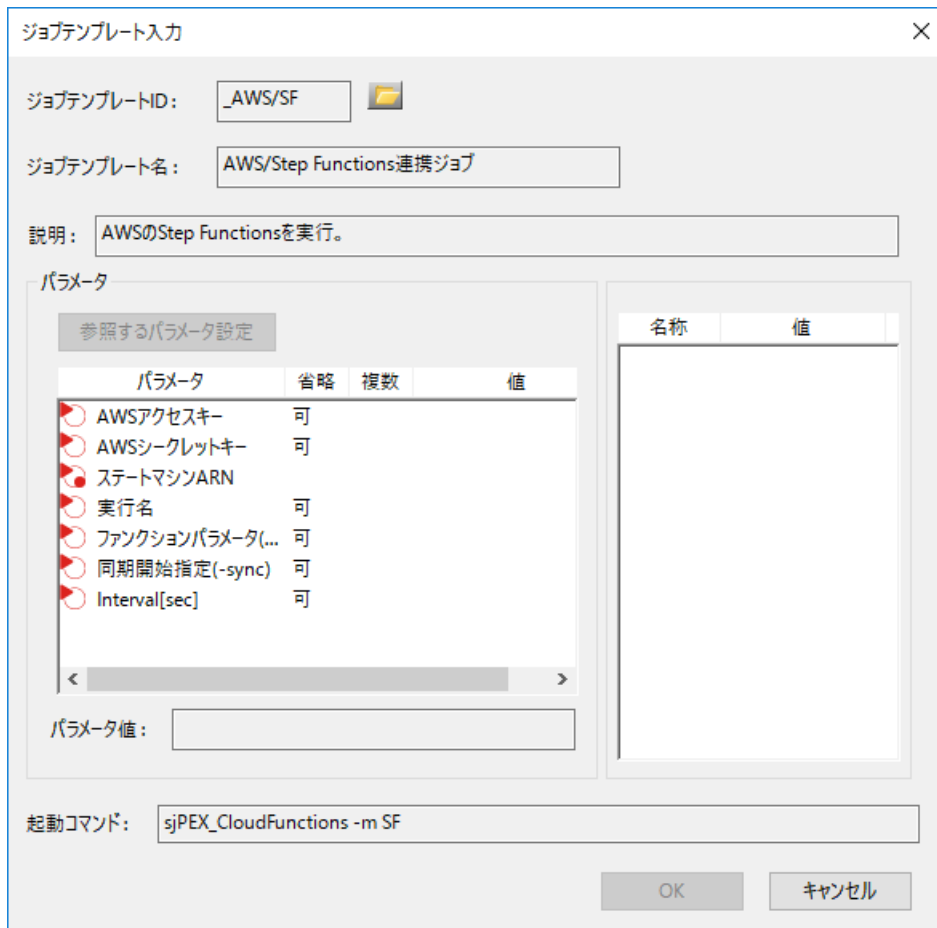 ジョブテンプレート入力
ジョブテンプレートID： _AWS/SF
ジョブテンプレート名： AWS/Step Functions連携ジョブ
説明： AWSのStep Functionsを実行。
パラメータ
参照するパラメータ設定
パラメータ 省略 複数 値
AWSアクセスキー 可
AWSシークレットキー 可
ステートマシンARN
実行名 可
ファンクションパラメータ(... 可
同期開始指定(-sync) 可
Interval[sec] 可
パラメータ値：
名称 値
起動コマンド： sjPEX_CloudFunctions -m SF
OK キャンセル